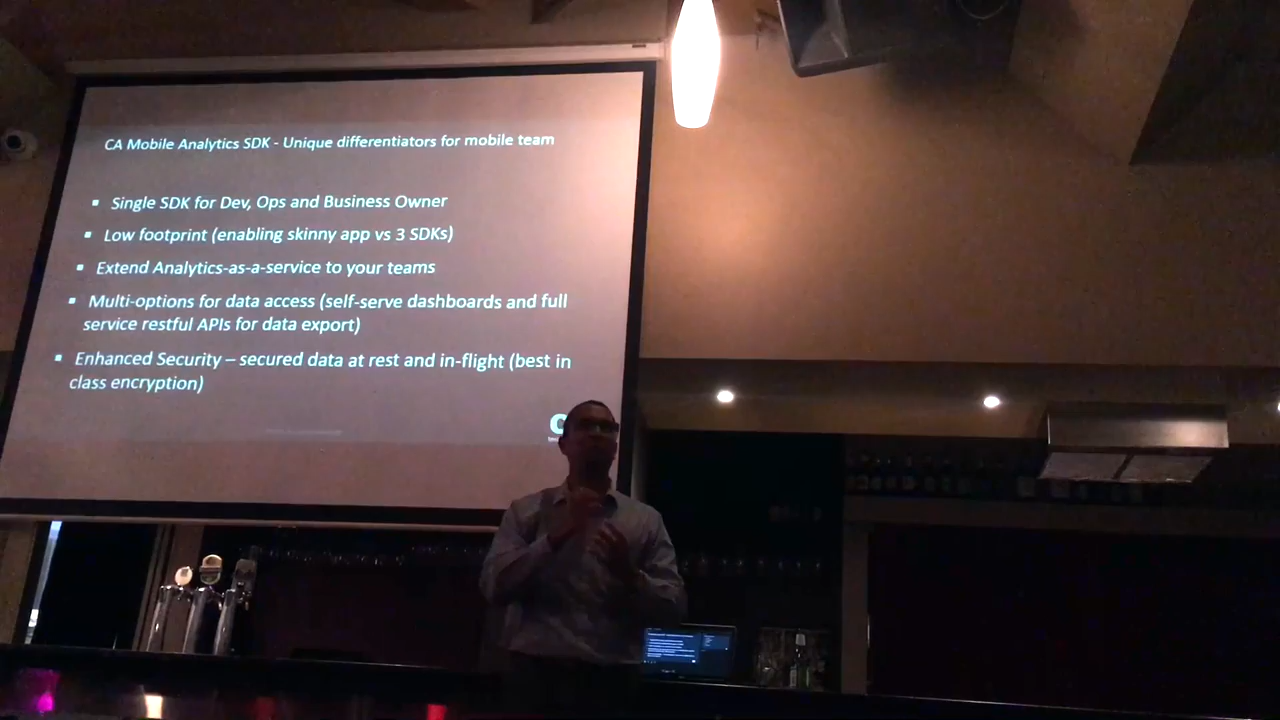 CA Mobile Analytics SDK - Unique differentiators for mobile team
▪ Single SDK for Dev, Ops and Business Owner
▪ Low footprint (enabling skinny app vs 3 SDKs)
▪ Extend Analytics-as-a-service to your teams
▪ Multi-options for data access (self-serve dashboards and full
service restful APIs for data export)
▪ Enhanced Security – secured data at rest and in-flight (best in
class encryption)